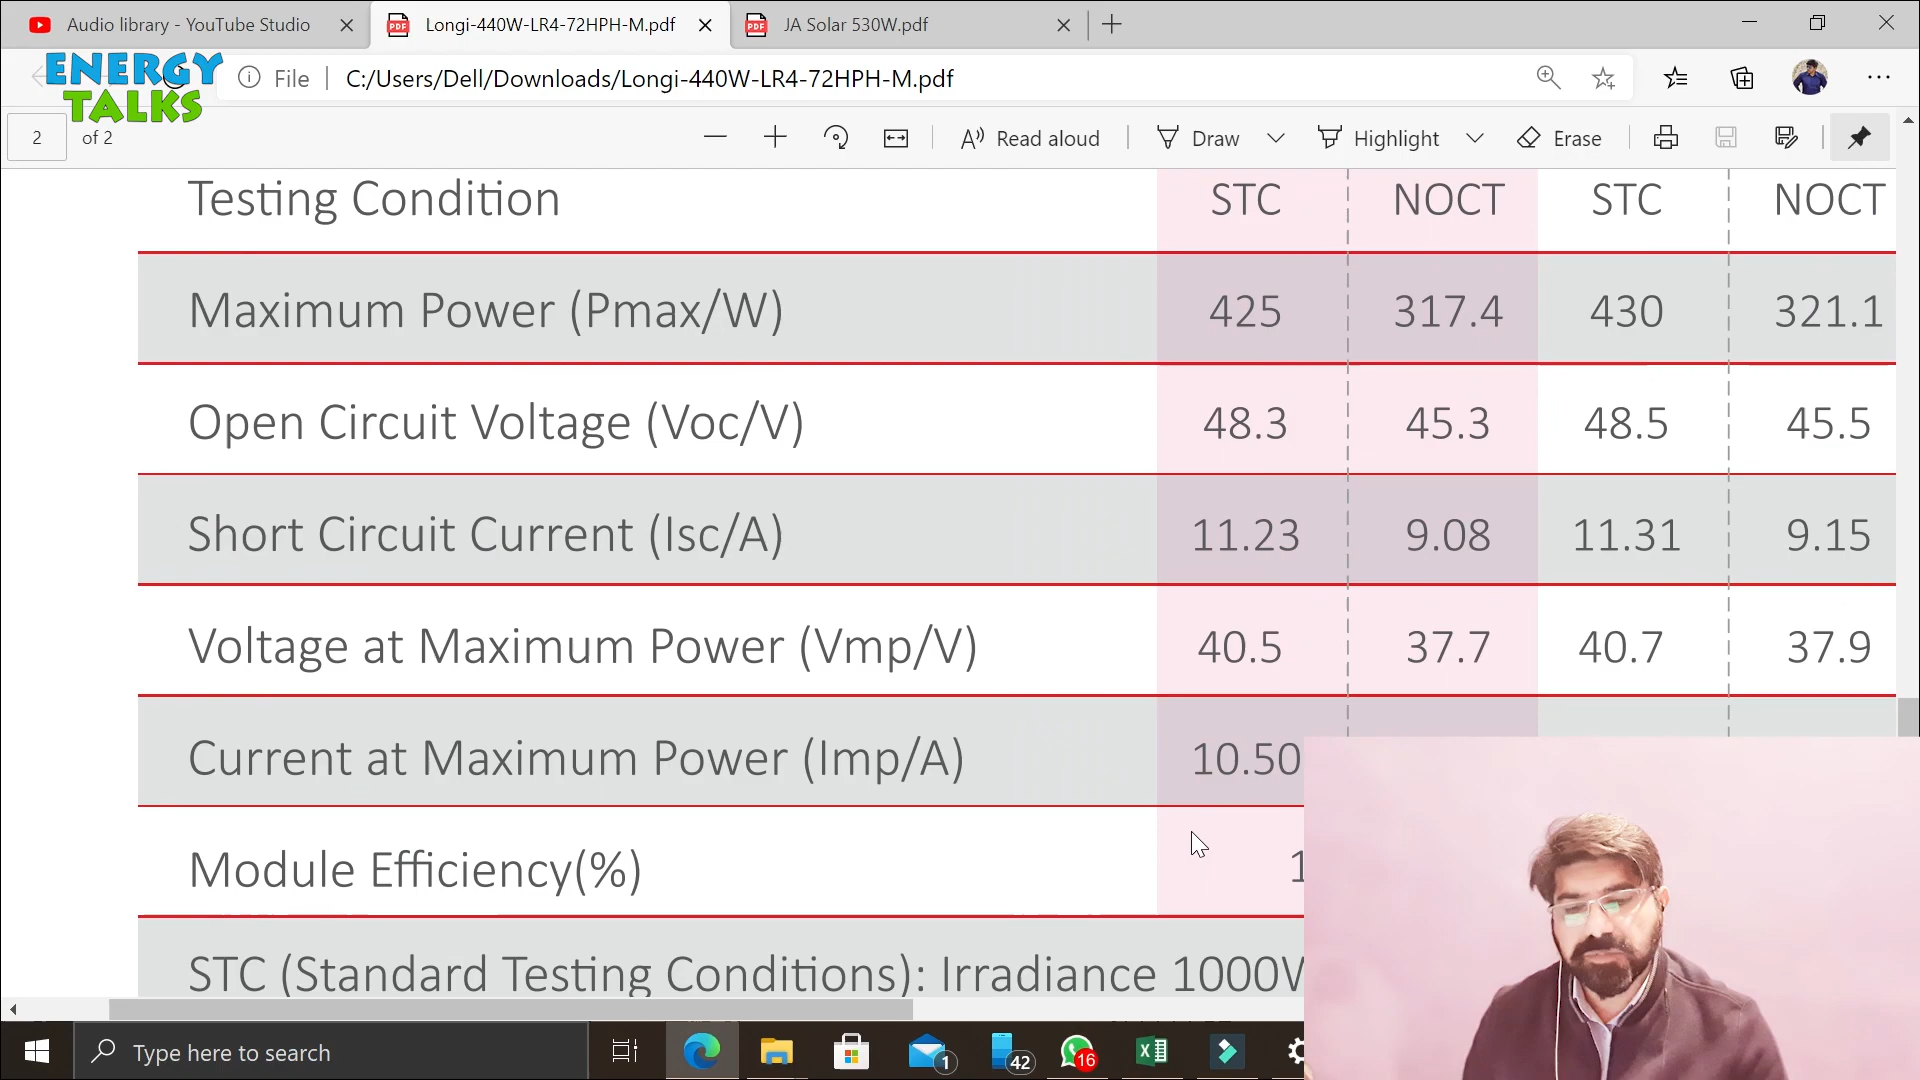 Audio library - YouTube Studio
Longi-440W-LR4-72HPH-M.pdf
JA Solar 530W.pdf
ENERGY
TALKS
File
C:/Users/Dell/Downloads/Longi-440W-LR4-72HPH-M.pdf
2 of 2
Read aloud
Draw
Highlight
Erase
Testing Condition STC NOCT STC NOCT
Maximum Power (Pmax/W) 425 317.4 430 321.1
Open Circuit Voltage (Voc/V) 48.3 45.3 48.5 45.5
Short Circuit Current (Isc/A) 11.23 9.08 11.31 9.15
Voltage at Maximum Power (Vmp/V) 40.5 37.7 40.7 37.9
Current at Maximum Power (Imp/A) 10.50
Module Efficiency(%) 1
STC (Standard Testing Conditions): Irradiance 1000W
Type here to search
1
42
16